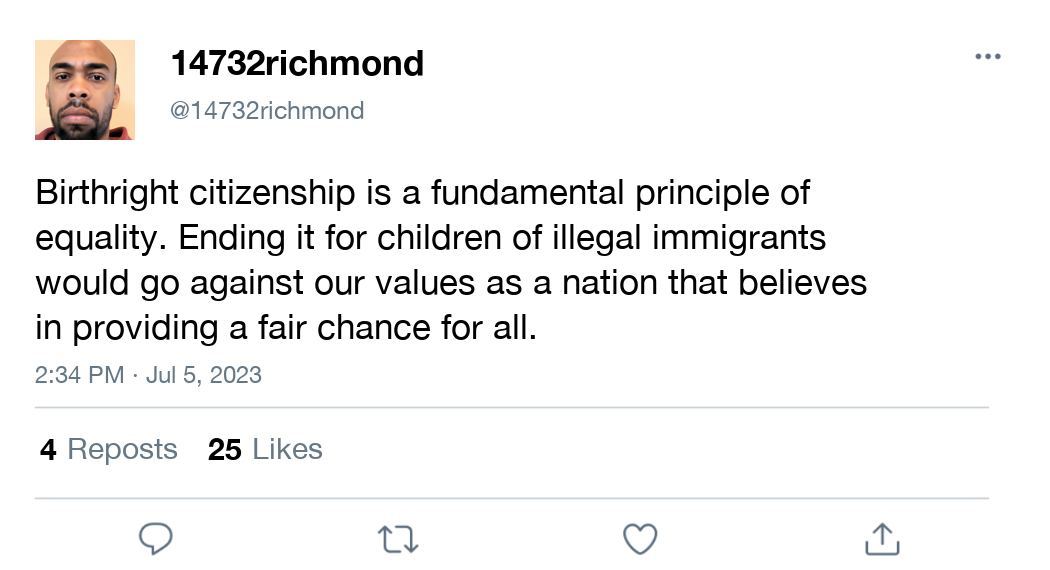 14732richmond
@14732richmond
Birthright citizenship is a fundamental principle of
equality. Ending it for children of illegal immigrants
would go against our values as a nation that believes
in providing a fair chance for all.
2:34 PM · Jul 5, 2023
4 Reposts 25 Likes